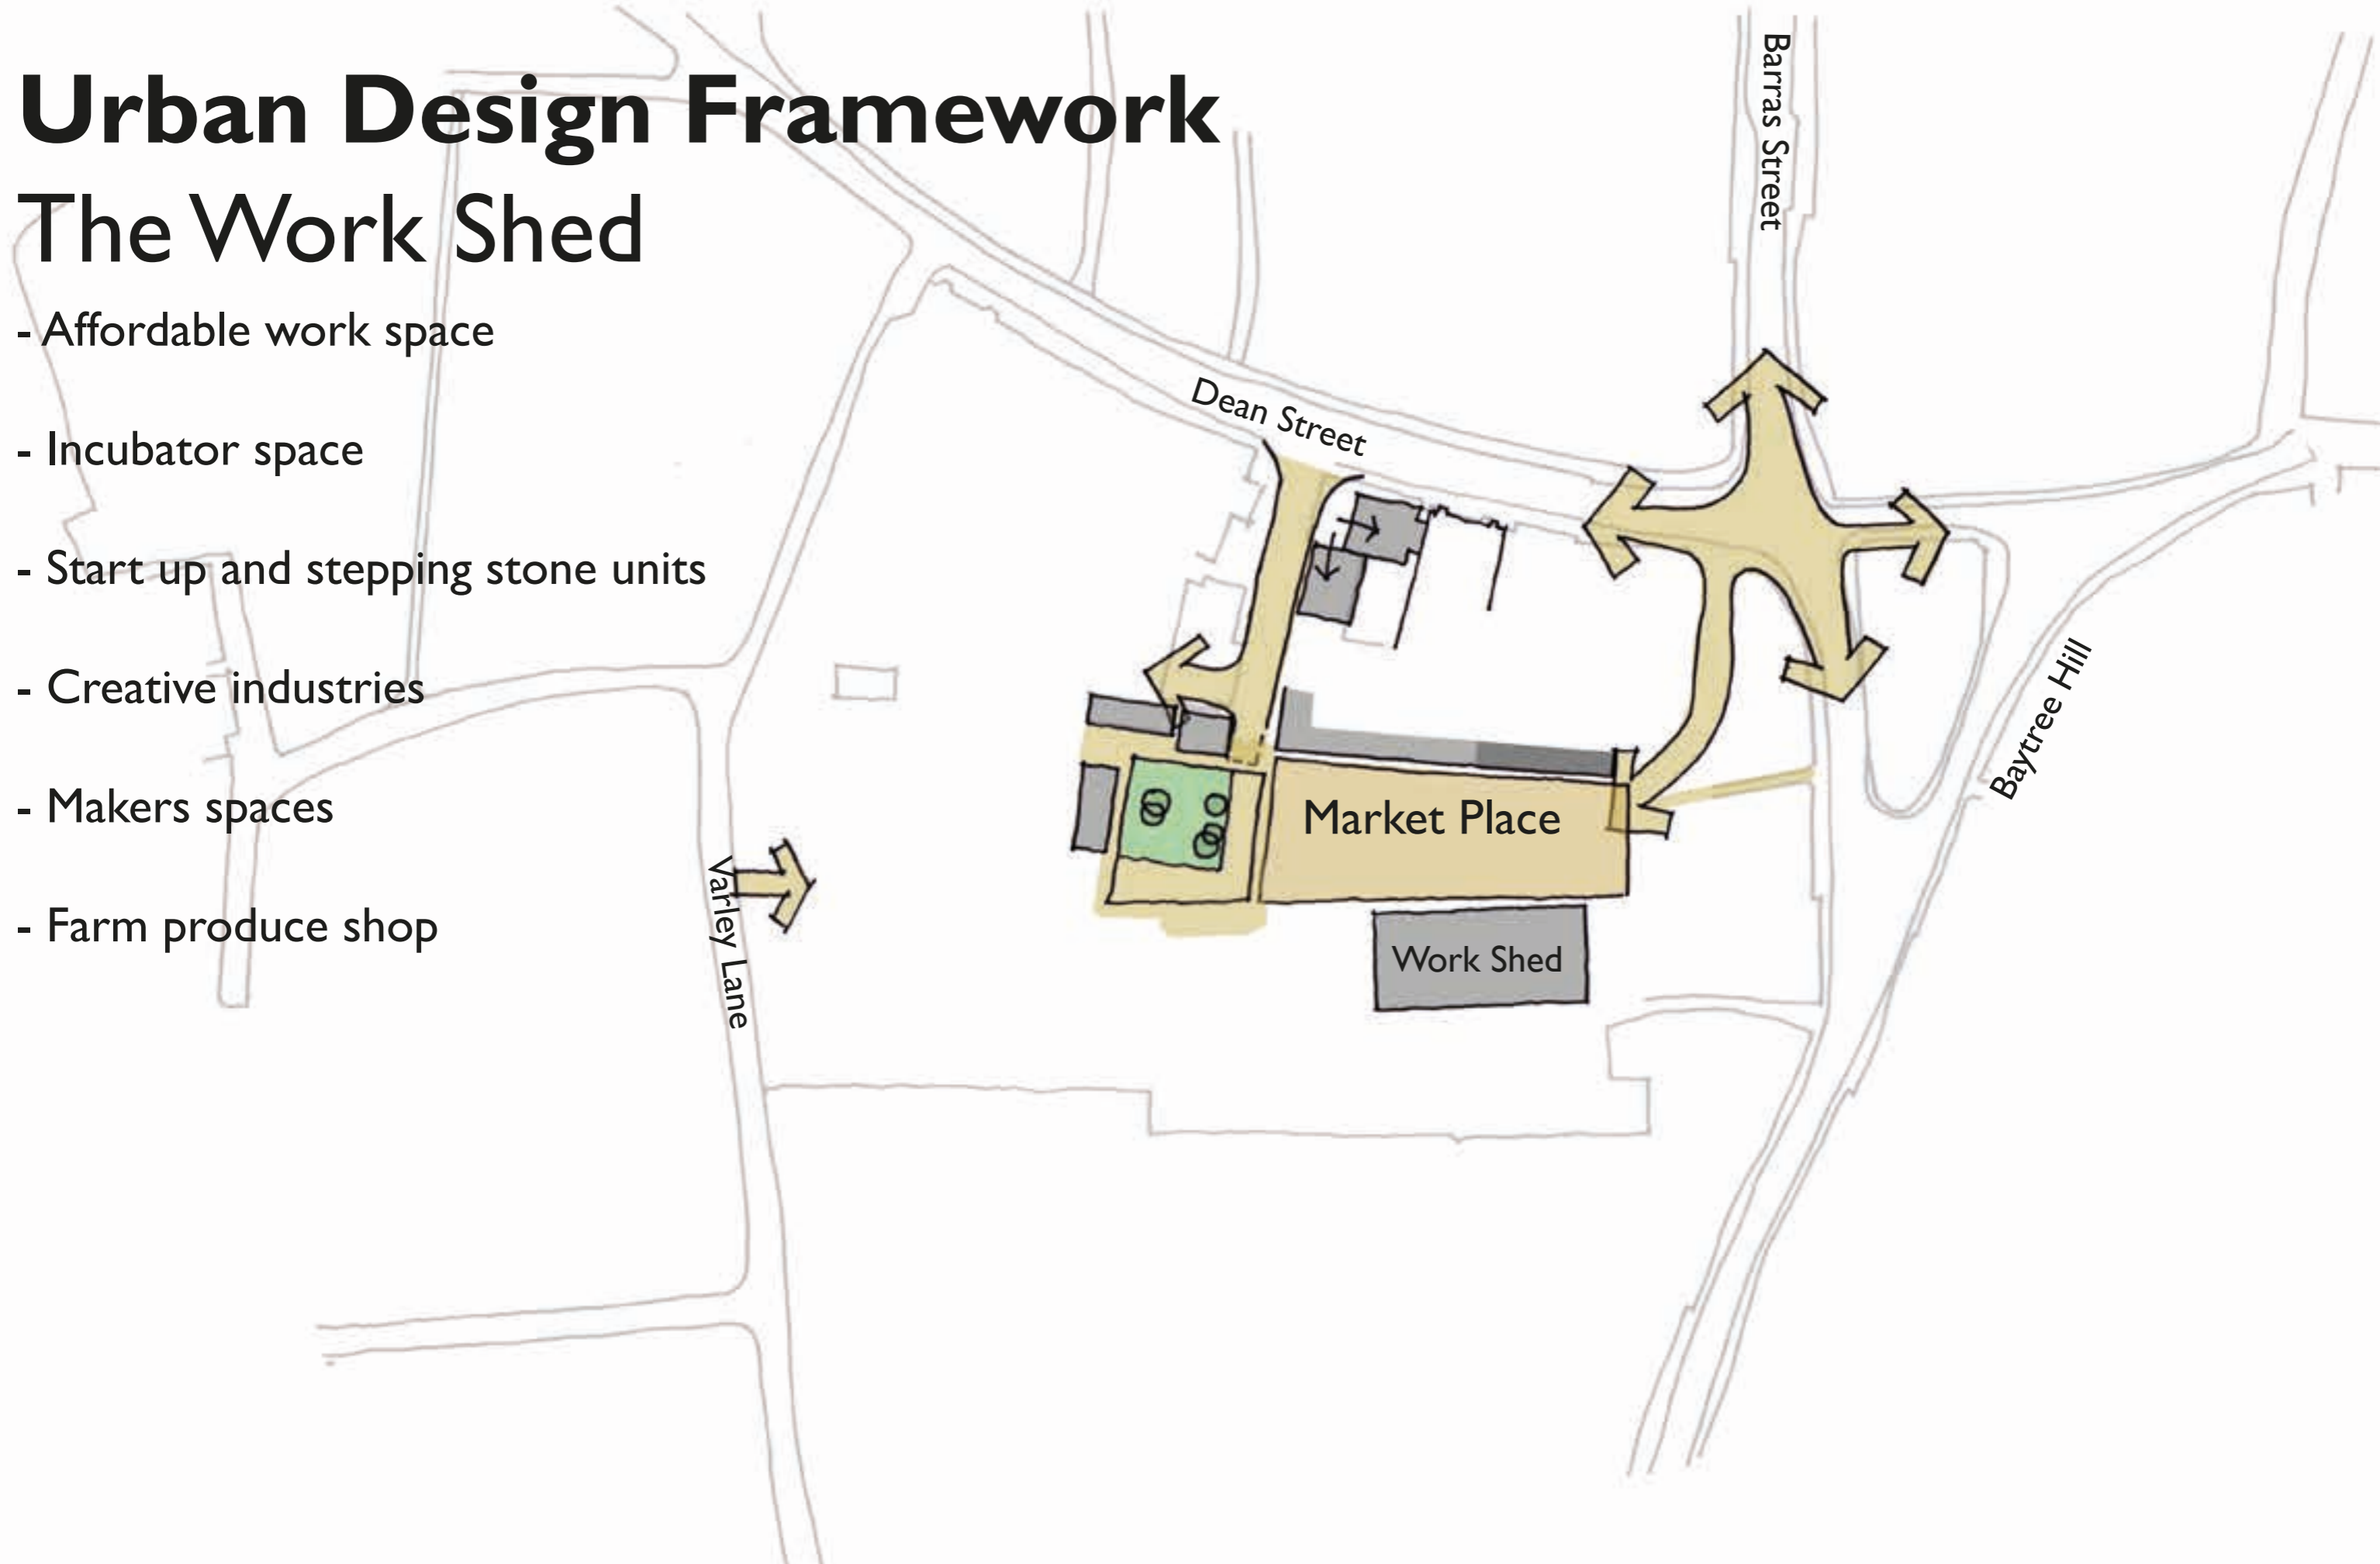 Urban Design Framework
The Work Shed
- Affordable work space
- Incubator space
- Start up and stepping stone units
- Creative industries
- Makers spaces
- Farm produce shop
Barras Street
Dean Street
Baytree Hill
Market Place
Varley Lane
Work Shed